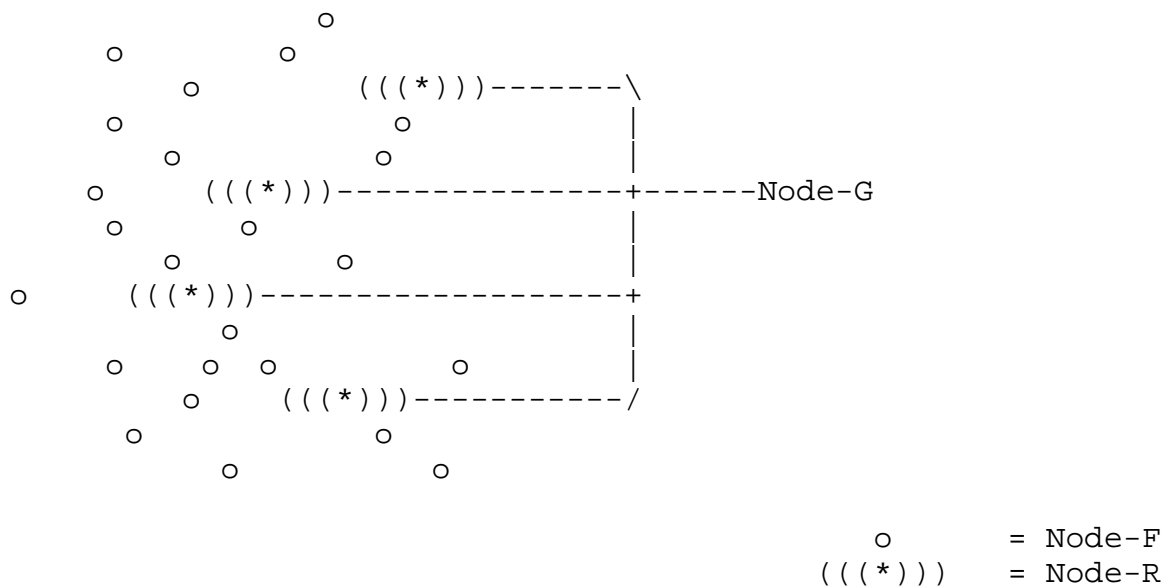 o
     o         o
          o         (((*)))-------\
     o               o            |
        o           o             |
    o      (((*)))---------------+------Node-G
     o       o                    |
        o         o               |
o      (((*)))-------------------+
           o                      |
     o     o  o          o        |
         o     (((*)))-----------/
      o             o
           o           o
o      = Node-F
(((*)))   = Node-R